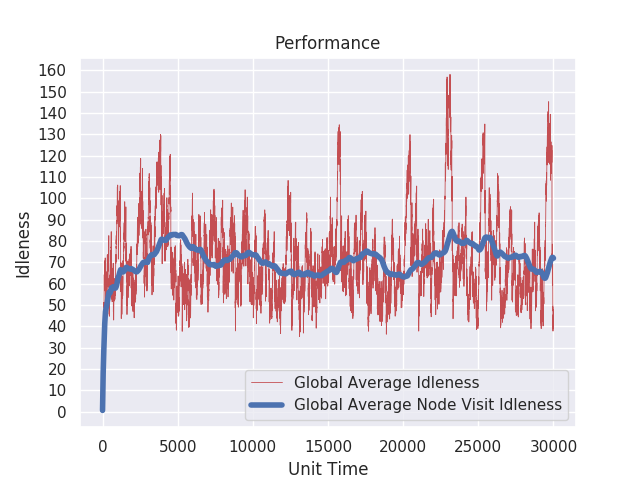 Performance
160
150
140
130
120
110
100
90
80
70
60
50
40
30
20
10
0
Idleness
Global Average Idleness
Global Average Node Visit Idleness
0 5000 10000 15000 20000 25000 30000
Unit Time